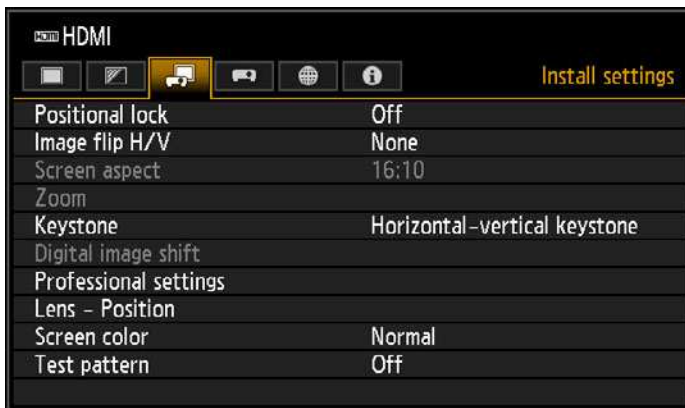 HDMI HDMI
Install settings
Positional lock Off
Image flip H/V None
Screen aspect 16:10
Zoom
Keystone Horizontal-vertical keystone
Digital image shift
Professional settings
Lens - Position
Screen color Normal
Test pattern Off